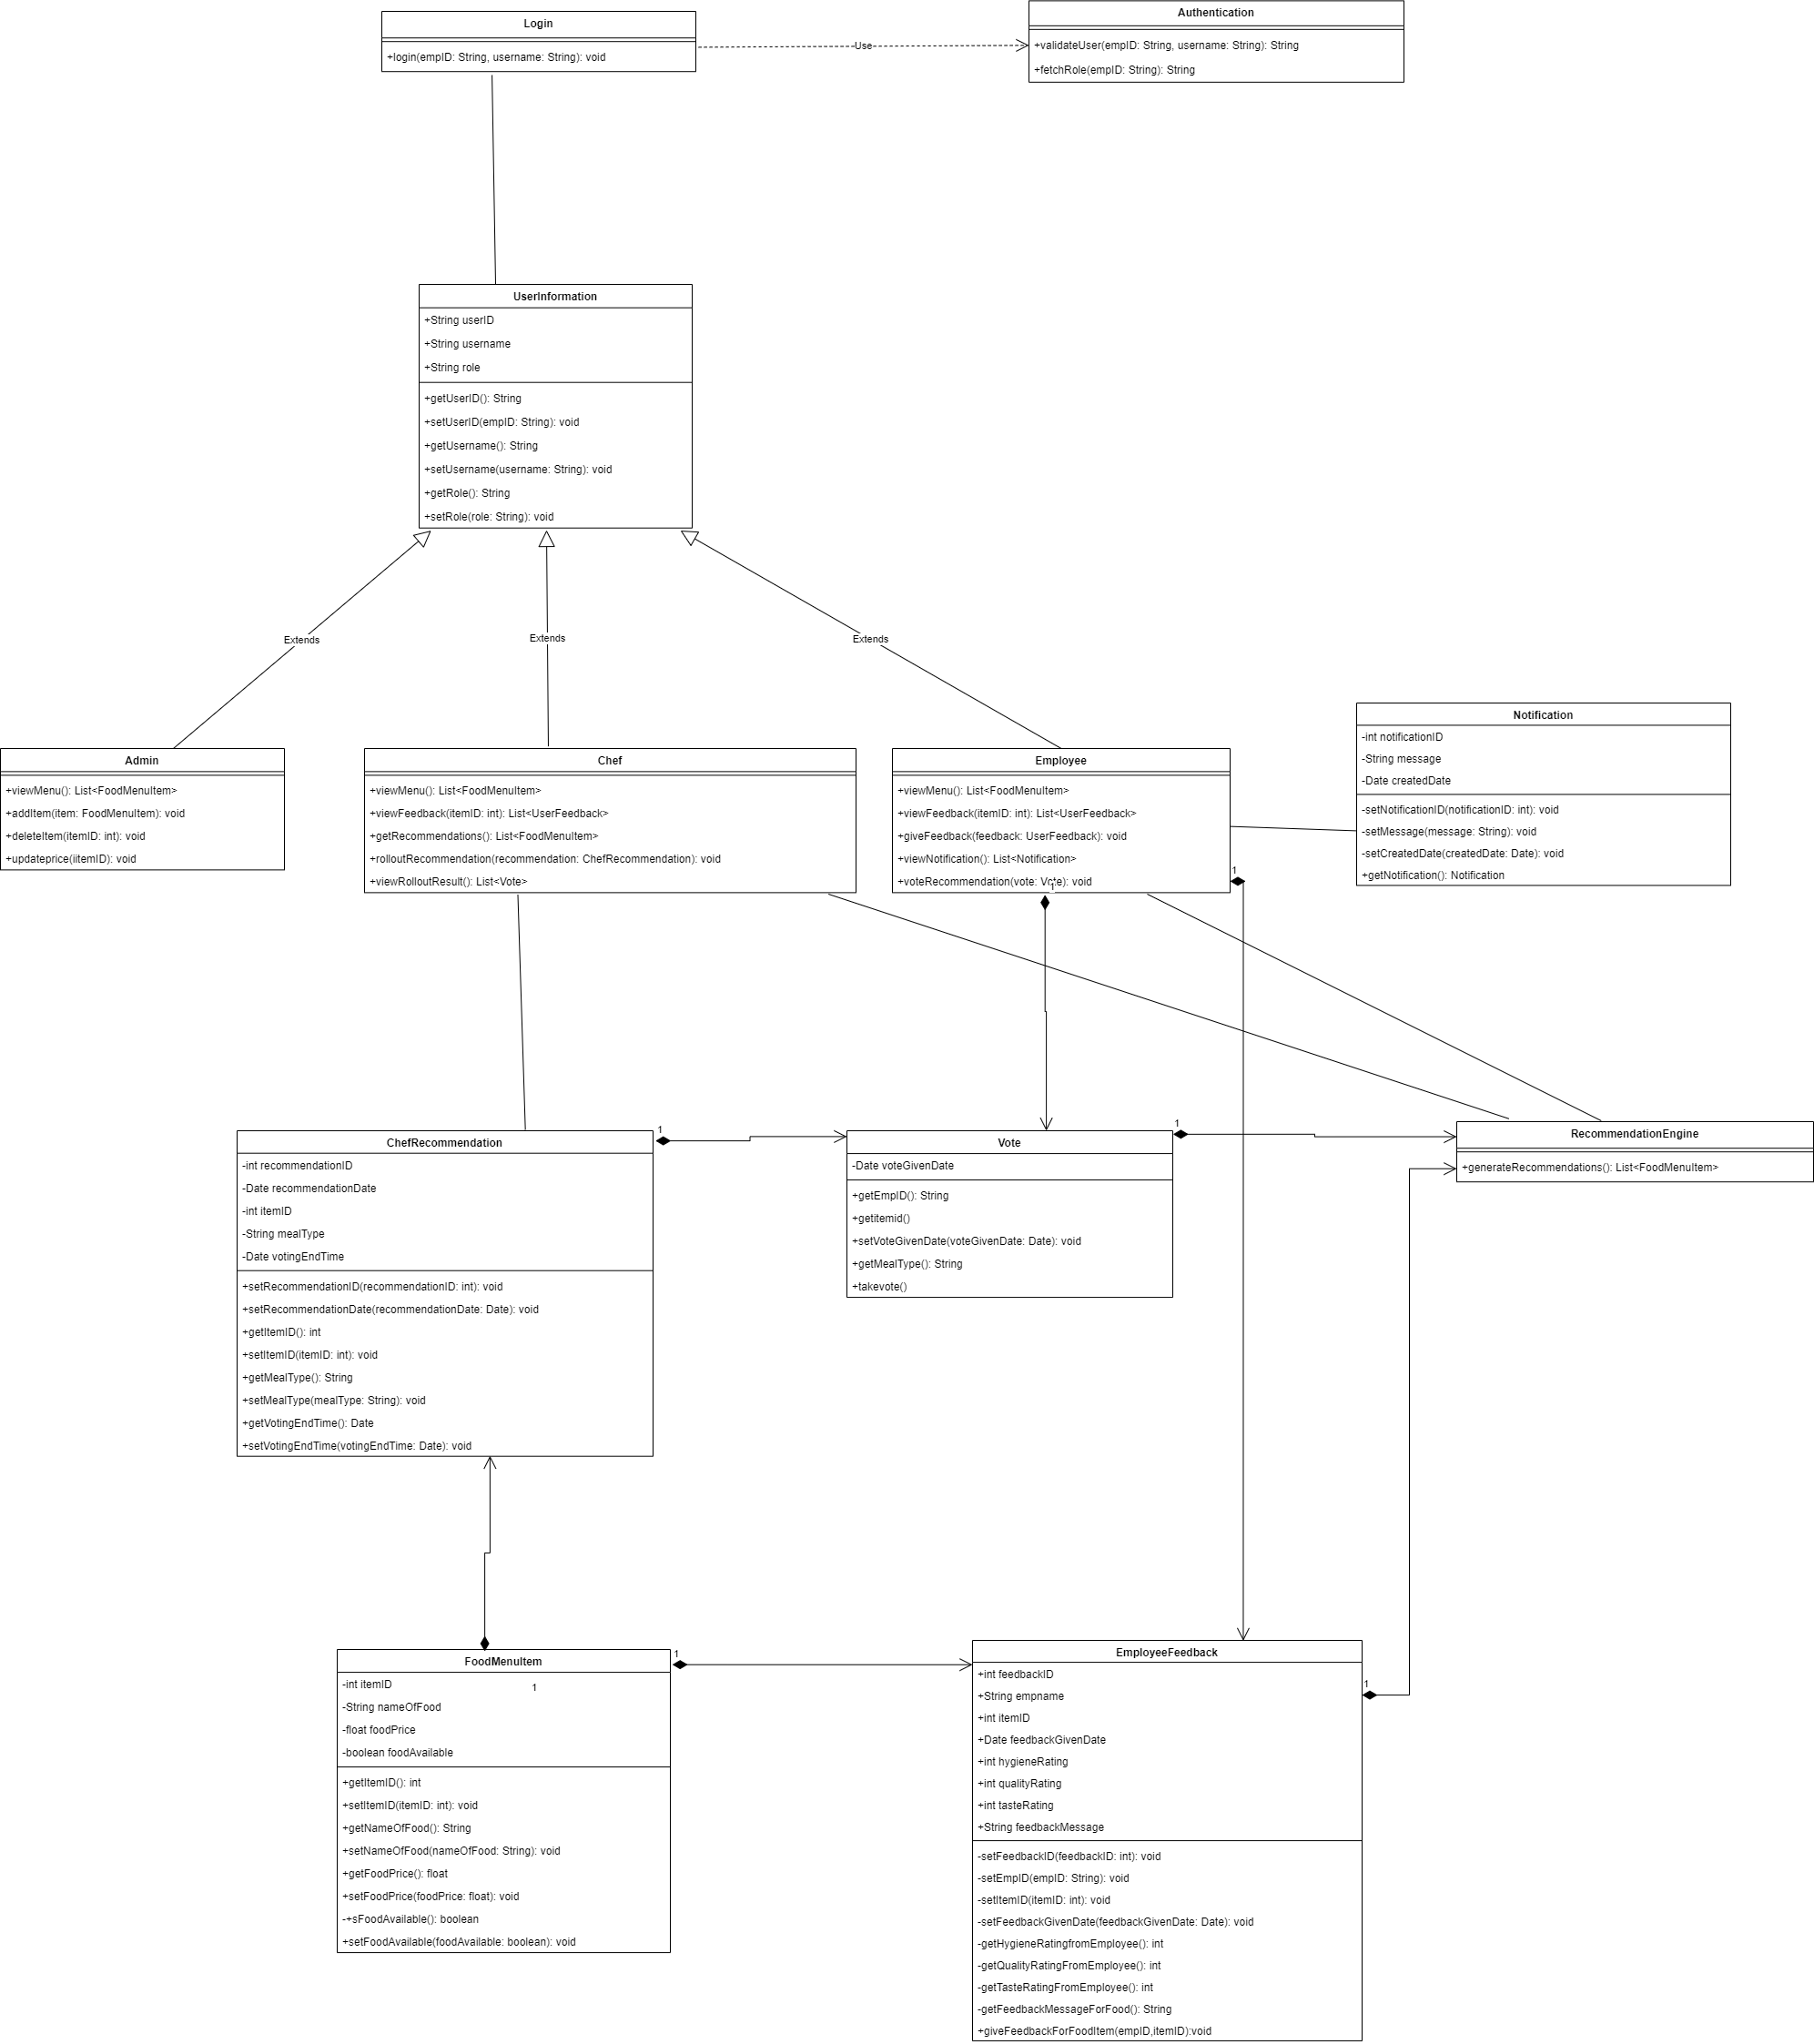 Login
+login(empID: String, username: String): void
Use
Authentication
+validateUser(empID: String, username: String): String
+fetchRole(empID: String): String
UserInformation
+String userID
+String username
+String role
+getUserID(): String
+setUserID(empID: String): void
+getUsername(): String
+setUsername(username: String): void
+getRole(): String
+setRole(role: String): void
Extends
Extends
Extends
Admin
+viewMenu(): List<FoodMenuItem>
+addItem(item: FoodMenuItem): void
+deleteItem(itemID: int): void
+updateprice(iitemID): void
Chef
+viewMenu(): List<FoodMenuItem>
+viewFeedback(itemID: int): List<UserFeedback>
+getRecommendations(): List<FoodMenuItem>
+rolloutRecommendation(recommendation: ChefRecommendation): void
+viewRolloutResult(): List<Vote>
Employee
+viewMenu(): List<FoodMenuItem>
+viewFeedback(itemID: int): List<UserFeedback>
+giveFeedback(feedback: UserFeedback): void
+viewNotification(): List<Notification>
+voteRecommendation(vote: Vote): void
1
1
Notification
-int notificationID
-String message
-Date createdDate
-setNotificationID(notificationID: int): void
-setMessage(message: String): void
-setCreatedDate(createdDate: Date): void
+getNotification(): Notification
ChefRecommendation
-int recommendationID
-Date recommendationDate
-int itemID
-String mealType
-Date votingEndTime
+setRecommendationID(recommendationID: int): void
+setRecommendationDate(recommendationDate: Date): void
+getItemID(): int
+setItemID(itemID: int): void
+getMealType(): String
+setMealType(mealType: String): void
+getVotingEndTime(): Date
+setVotingEndTime(votingEndTime: Date): void
1
Vote
-Date voteGivenDate
+getEmpID(): String
+getitemid()
+setVoteGivenDate(voteGivenDate: Date): void
+getMealType(): String
+takevote()
1
RecommendationEngine
+generateRecommendations(): List<FoodMenuItem>
FoodMenuItem
-int itemID
1
-String nameOfFood
-float foodPrice
-boolean foodAvailable
+getItemID(): int
+setItemID(itemID: int): void
+getNameOfFood(): String
+setNameOfFood(nameOfFood: String): void
+getFoodPrice(): float
+setFoodPrice(foodPrice: float): void
-+sFoodAvailable(): boolean
+setFoodAvailable(foodAvailable: boolean): void
1
EmployeeFeedback
+int feedbackID
+String empname
+int itemID
+Date feedbackGivenDate
+int hygieneRating
+int qualityRating
+int tasteRating
+String feedbackMessage
-setFeedbackID(feedbackID: int): void
-setEmpID(empID: String): void
-setItemID(itemID: int): void
-setFeedbackGivenDate(feedbackGivenDate: Date): void
-getHygieneRatingfromEmployee(): int
-getQualityRatingFromEmployee(): int
-getTasteRatingFromEmployee(): int
-getFeedbackMessageForFood(): String
+giveFeedbackForFoodItem(empID,itemID):void
1